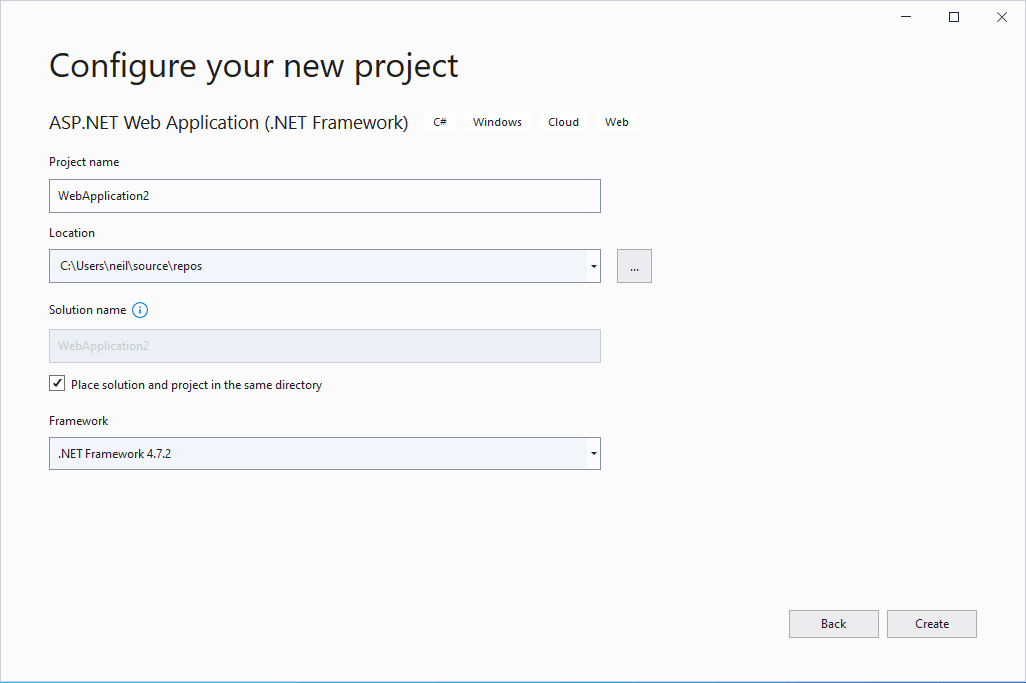 Configure your new project
ASP.NET Web Application (.NET Framework) C# Windows Cloud Web
Project name
WebApplication2
Location
C:\Users\neil\source\repos
...
Solution name
WebApplication2
Place solution and project in the same directory
Framework
.NET Framework 4.7.2
Back Create